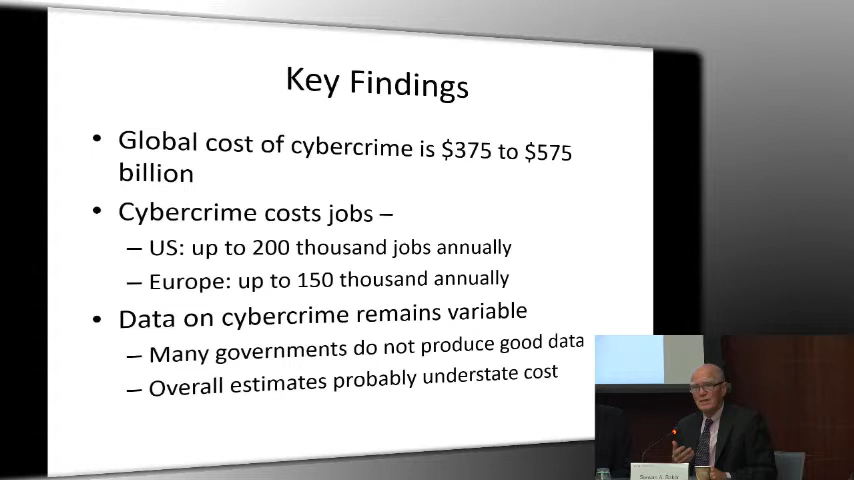 Key Findings
• Global cost of cybercrime is $375 to $575
billion
• Cybercrime costs jobs –
– US: up to 200 thousand jobs annually
– Europe: up to 150 thousand annually
• Data on cybercrime remains variable
– Many governments do not produce good data
– Overall estimates probably understate cost
Stewart A. Baker